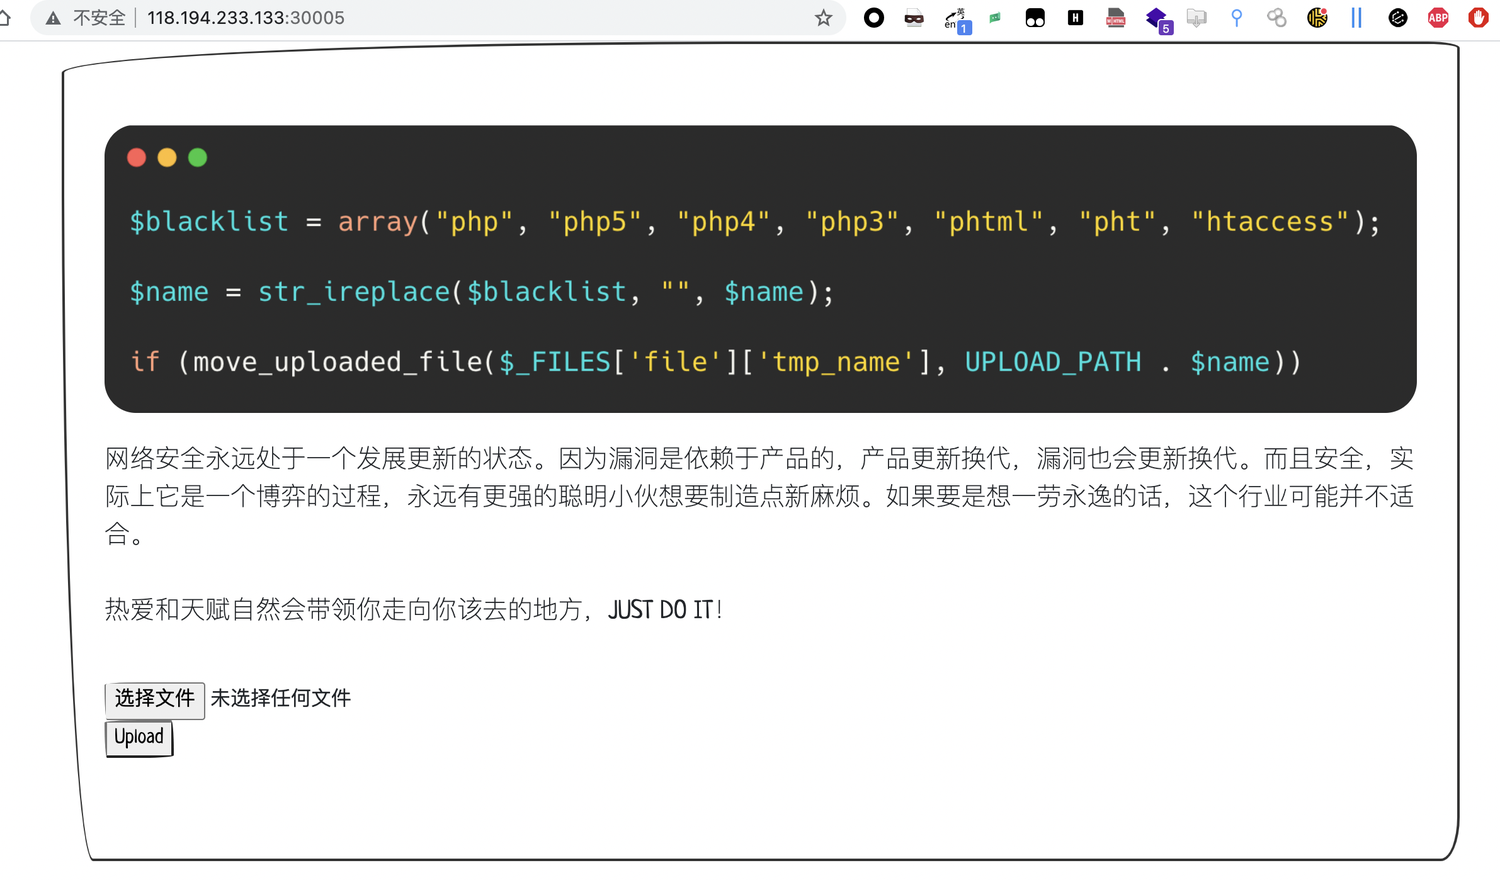 不安全 118.194.233.133:30005
英
en
1
H
5
ABP
$blacklist = array("php", "php5", "php4", "php3", "phtml", "pht", "htaccess");
$name = str_ireplace($blacklist, "", $name);
if (move_uploaded_file($_FILES['file']['tmp_name'], UPLOAD_PATH . $name))
网络安全永远处于一个发展更新的状态。因为漏洞是依赖于产品的，产品更新换代，漏洞也会更新换代。而且安全，实
际上它是一个博弈的过程，永远有更强的聪明小伙想要制造点新麻烦。如果要是想一劳永逸的话，这个行业可能并不适
合。
热爱和天赋自然会带领你走向你该去的地方，JUST DO IT！
选择文件 未选择任何文件
Upload